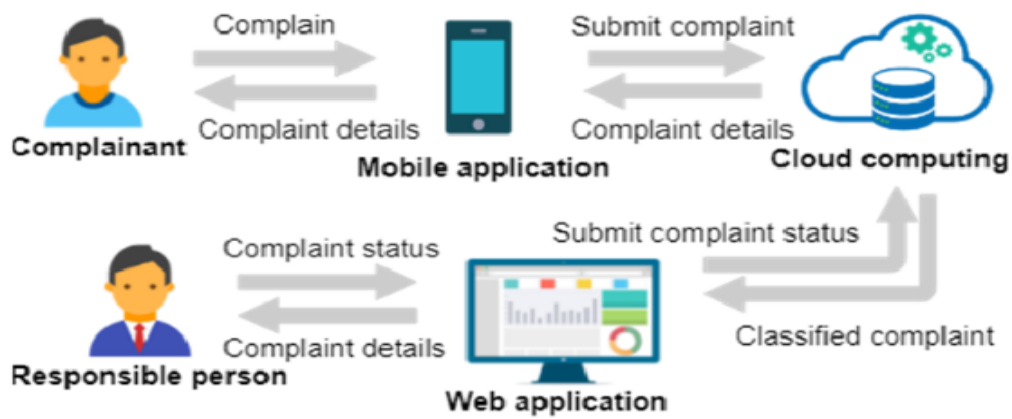 Complain
Submit complaint
Complaint details
Complaint details
Complainant
Mobile application
Cloud computing
Complaint status
Submit complaint status
Complaint details
Classified complaint
Responsible person
Web application